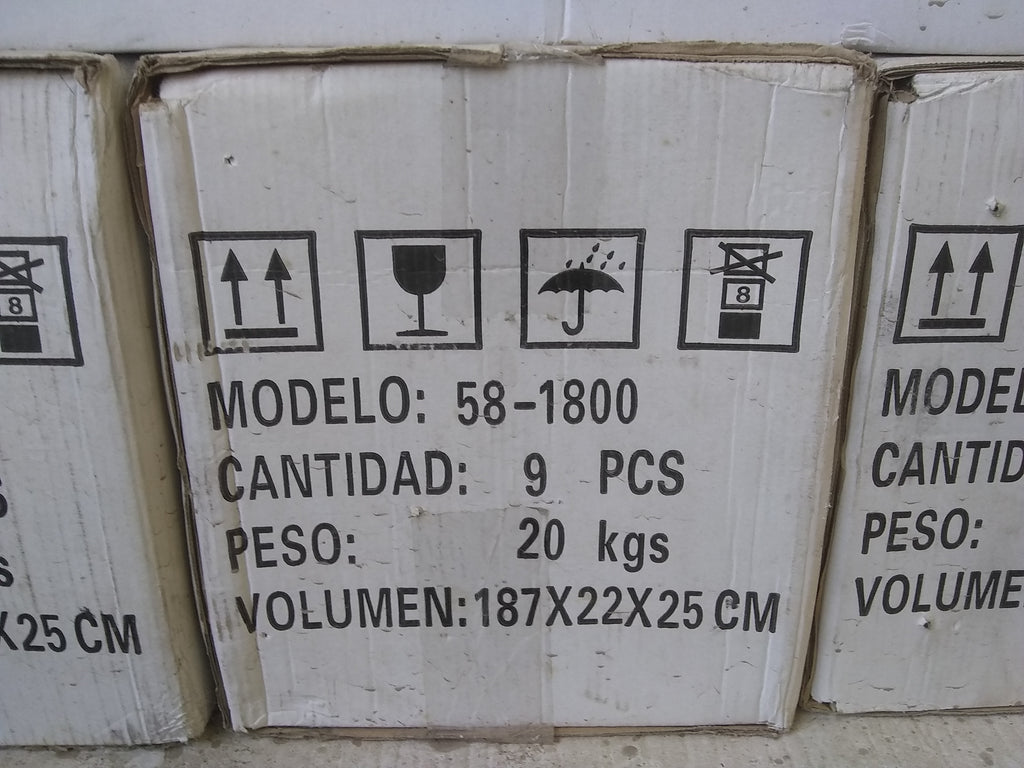 8
MODELO: 58-1800
CANTIDAD: 9 PCS
PESO: 20 kgs
VOLUMEN: 187X22X25 CM
8
S
s
X25 CM
MODEL
CANTID
PESO:
VOLUME